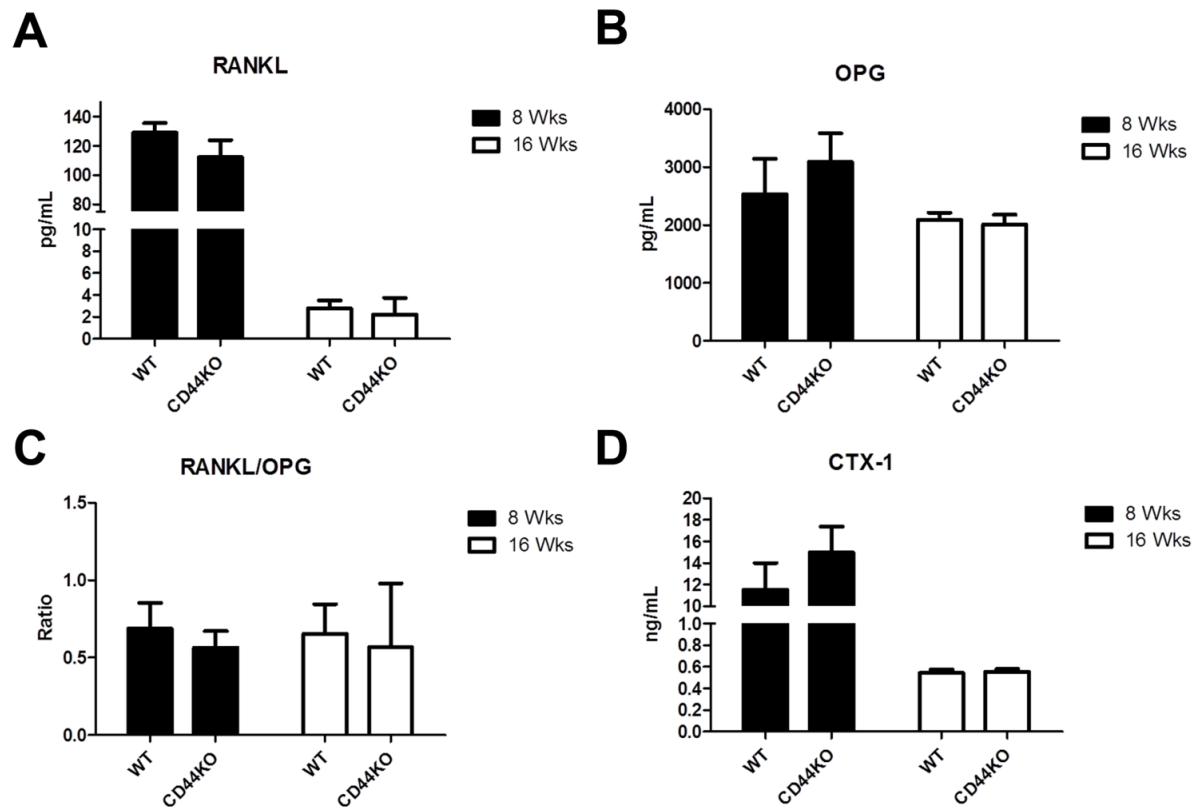 A
RANKL
pg/mL
140
120
100
80
10
8
6
4
2
0
WT
CD44KO
WT
CD44KO
8 Wks
16 Wks
B
OPG
pg/mL
4000
3000
2000
1000
0
WT
CD44KO
WT
CD44KO
8 Wks
16 Wks
C
RANKL/OPG
Ratio
1.5
1.0
0.5
0.0
WT
CD44KO
WT
CD44KO
8 Wks
16 Wks
D
CTX-1
ng/mL
20
18
16
14
12
10
1.0
0.8
0.6
0.4
0.2
0.0
WT
CD44KO
WT
CD44KO
8 Wks
16 Wks